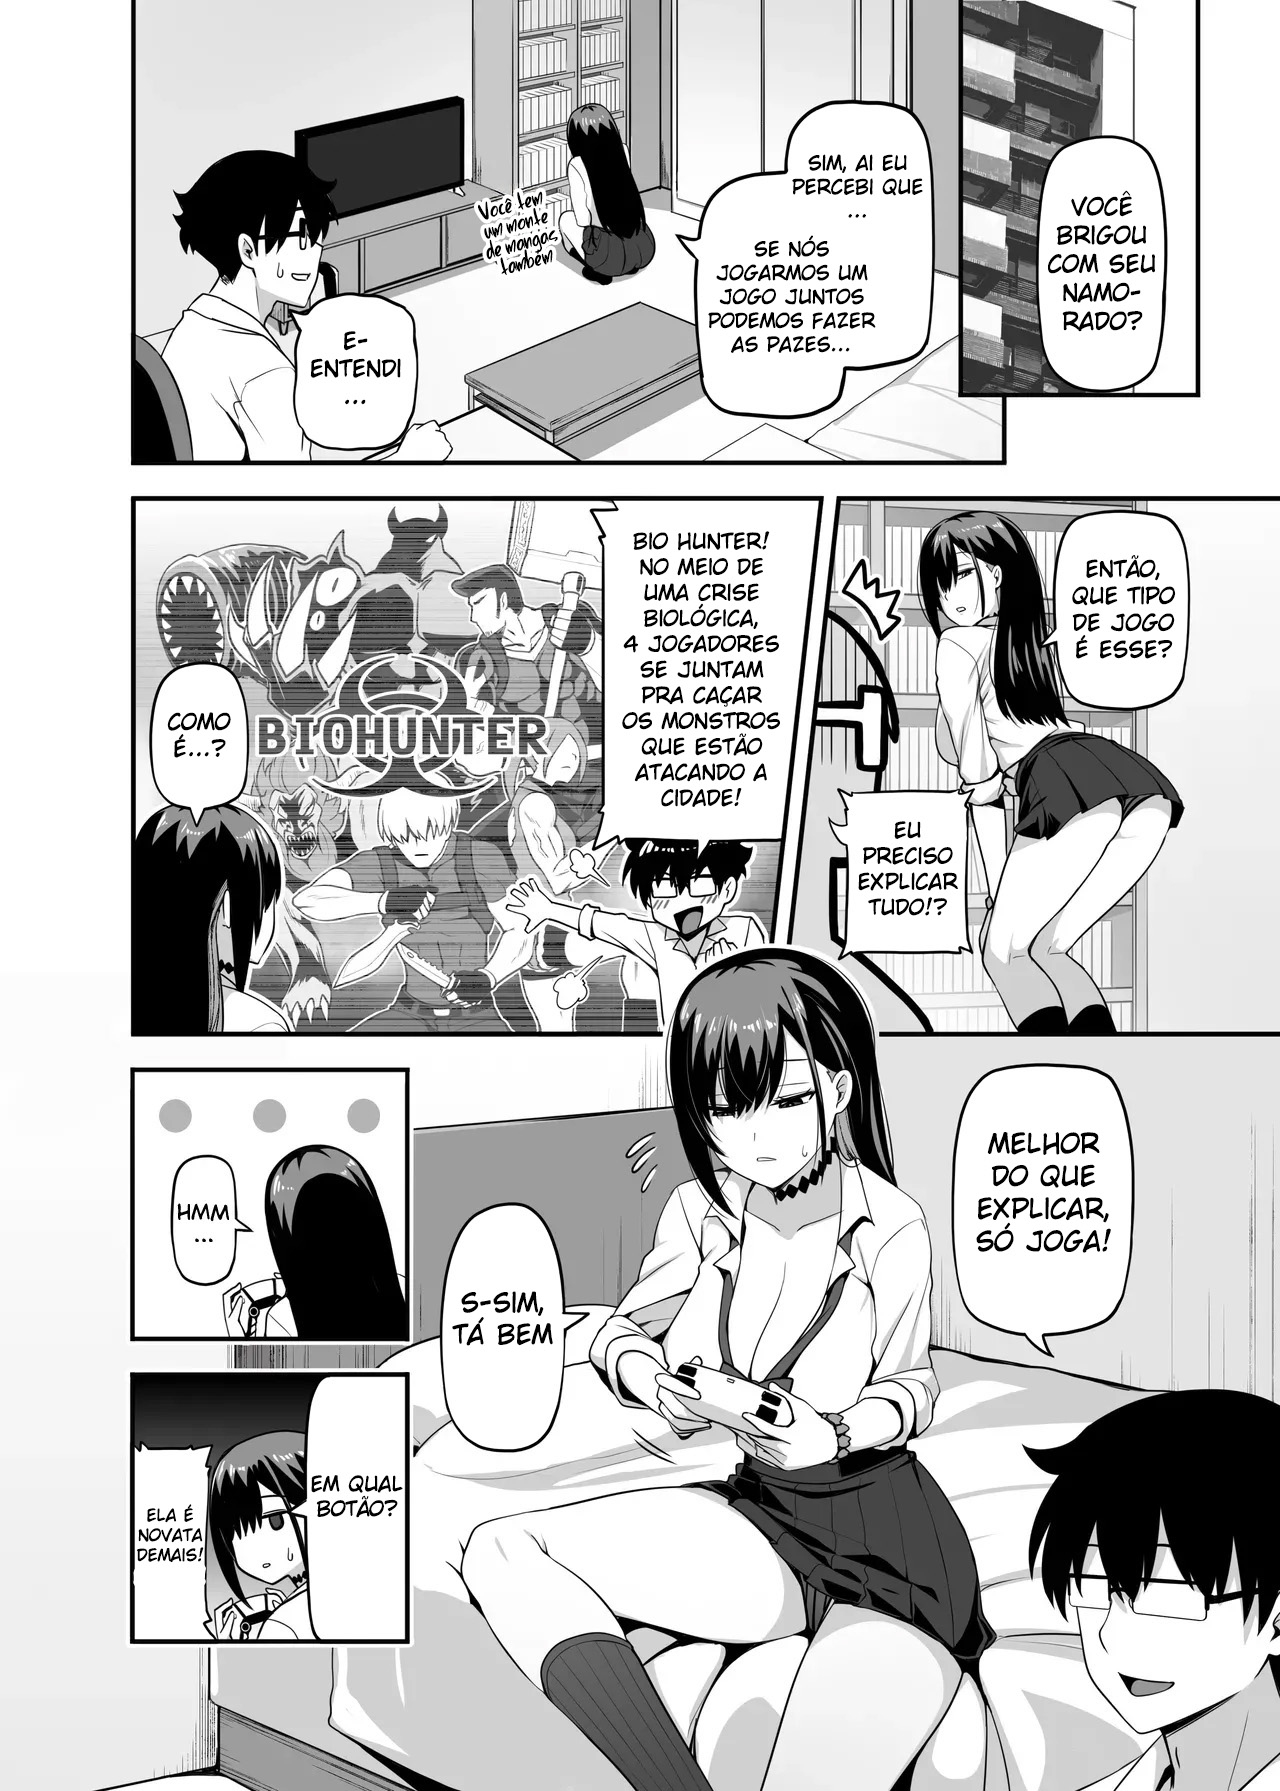 VOCÊ
BRIGOU
COM SEU
NAMO-
RADO?
SIM, AI EU
PERCEBI QUE
...
SE NÓS
JOGARMOS UM
JOGO JUNTOS
PODEMOS FAZER
AS PAZES...
Você tem
um monte
de mangas,
também
E-
ENTENDI
...
ENTÃO,
QUE TIPO
DE JOGO
É ESSE?
EU
PRECISO
EXPLICAR
TUDO!?
BIO HUNTER!
NO MEIO DE
UMA CRISE
BIOLÓGICA,
4 JOGADORES
SE JUNTAM
PRA CAÇAR
OS MONSTROS
QUE ESTÃO
ATACANDO A
CIDADE!
BIOHUNTER
COMO
É...?
MELHOR
DO QUE
EXPLICAR,
SÓ JOGA!
S-SIM,
TÁ BEM
HMM
...
EM QUAL
BOTÃO?
ELA É
NOVATA
DEMAIS!